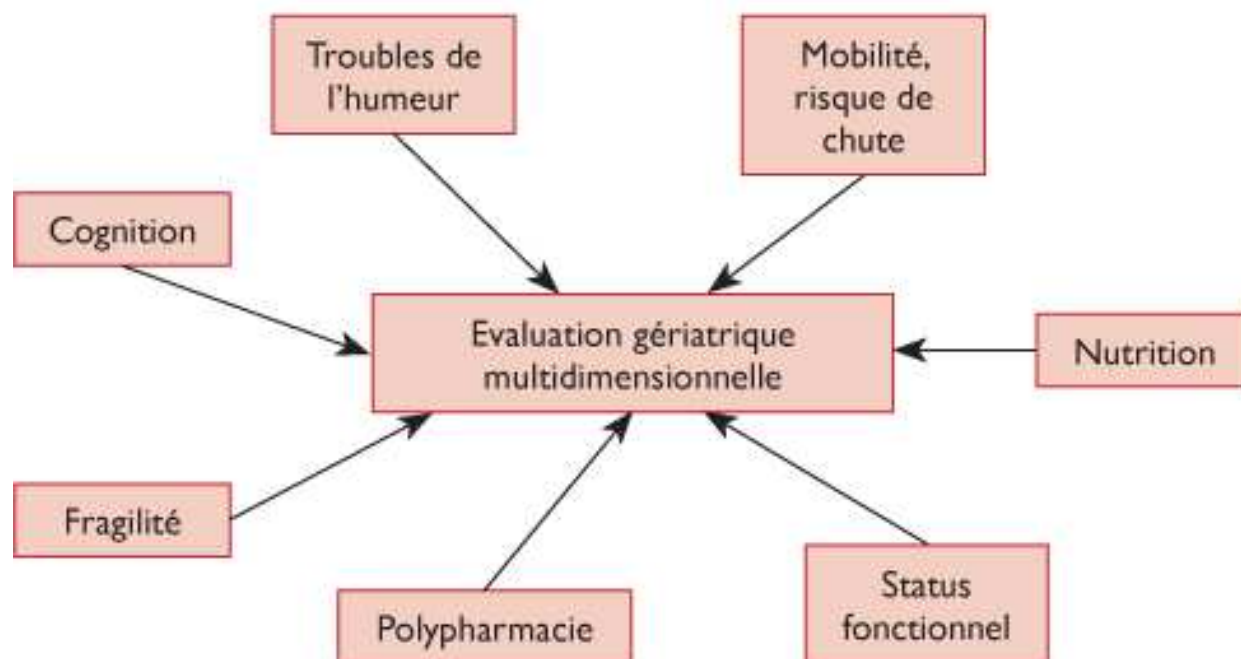 Troubles de
l'humeur
Mobilité,
risque de
chute
Cognition
Evaluation gériatrique
multidimensionnelle
Nutrition
Fragilité
Polypharmacie
Status
fonctionnel